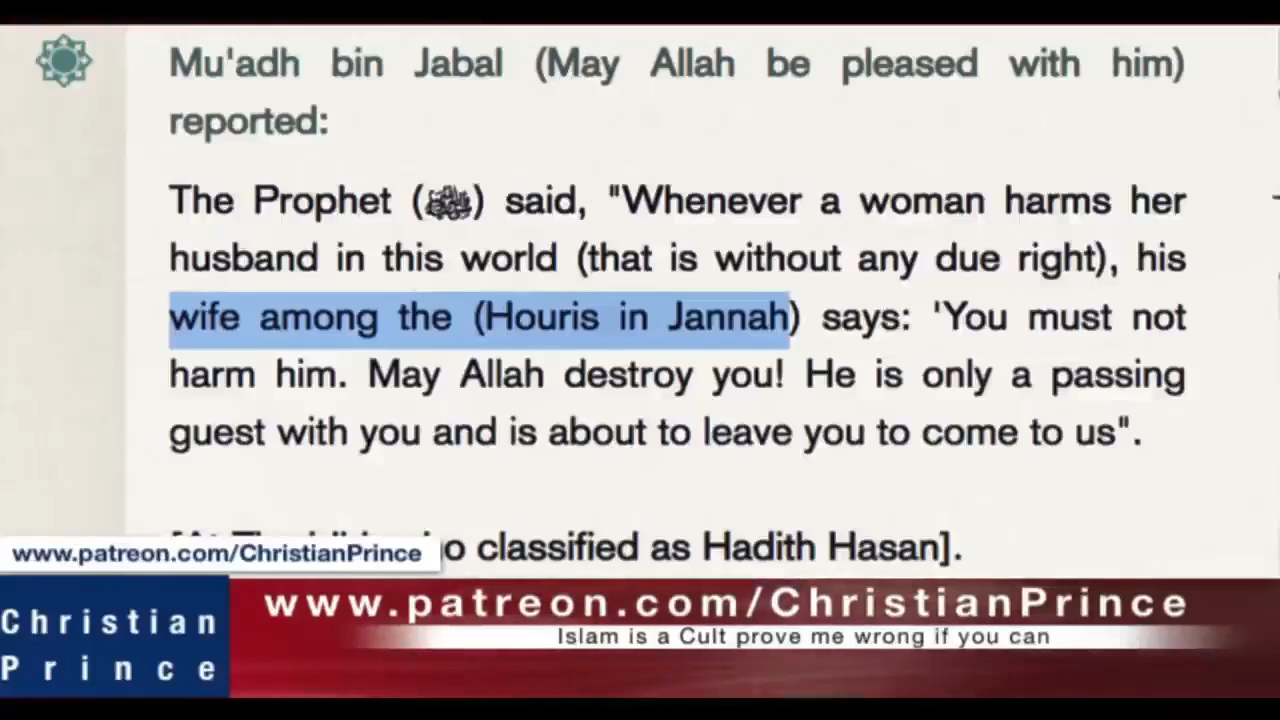 Mu'adh bin Jabal (May Allah be pleased with him)
reported:
The Prophet (ﷺ) said, "Whenever a woman harms her
husband in this world (that is without any due right), his
wife among the (Houris in Jannah) says: 'You must not
harm him. May Allah destroy you! He is only a passing
guest with you and is about to leave you to come to us".
classified as Hadith Hasan].
www.patreon.com/ChristianPrince
Christian
Prince
www.patreon.com/ChristianPrince
Islam is a Cult prove me wrong if you can